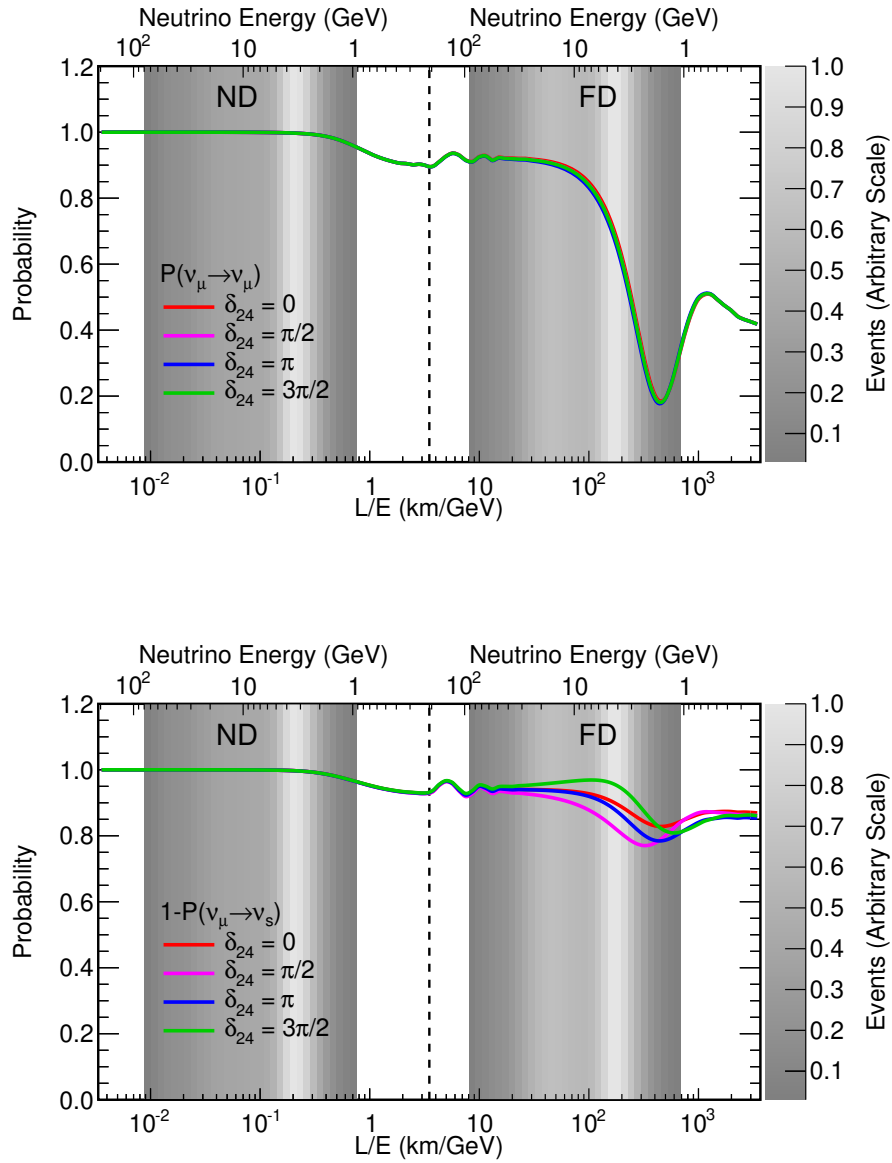 Neutrino Energy (GeV) Neutrino Energy (GeV)
10² 10 1 10² 10 1
1.2 1.0
ND FD
0.9
1.0
0.8
0.8 0.7
0.6
0.6 0.5
P(νμ→νμ)
δ24 = 0 0.4
0.4 δ24 = π/2
0.3
δ24 = π
0.2 δ24 = 3π/2 0.2
0.1
0.0
10⁻² 10⁻¹ 1 10 10² 10³
L/E (km/GeV)
Probability
Events (Arbitrary Scale)
Neutrino Energy (GeV) Neutrino Energy (GeV)
10² 10 1 10² 10 1
1.2 1.0
ND FD
0.9
1.0
0.8
0.8 0.7
0.6
0.6 0.5
1-P(νμ→νs)
δ24 = 0 0.4
0.4 δ24 = π/2
0.3
δ24 = π
0.2 δ24 = 3π/2 0.2
0.1
0.0
10⁻² 10⁻¹ 1 10 10² 10³
L/E (km/GeV)
Probability
Events (Arbitrary Scale)